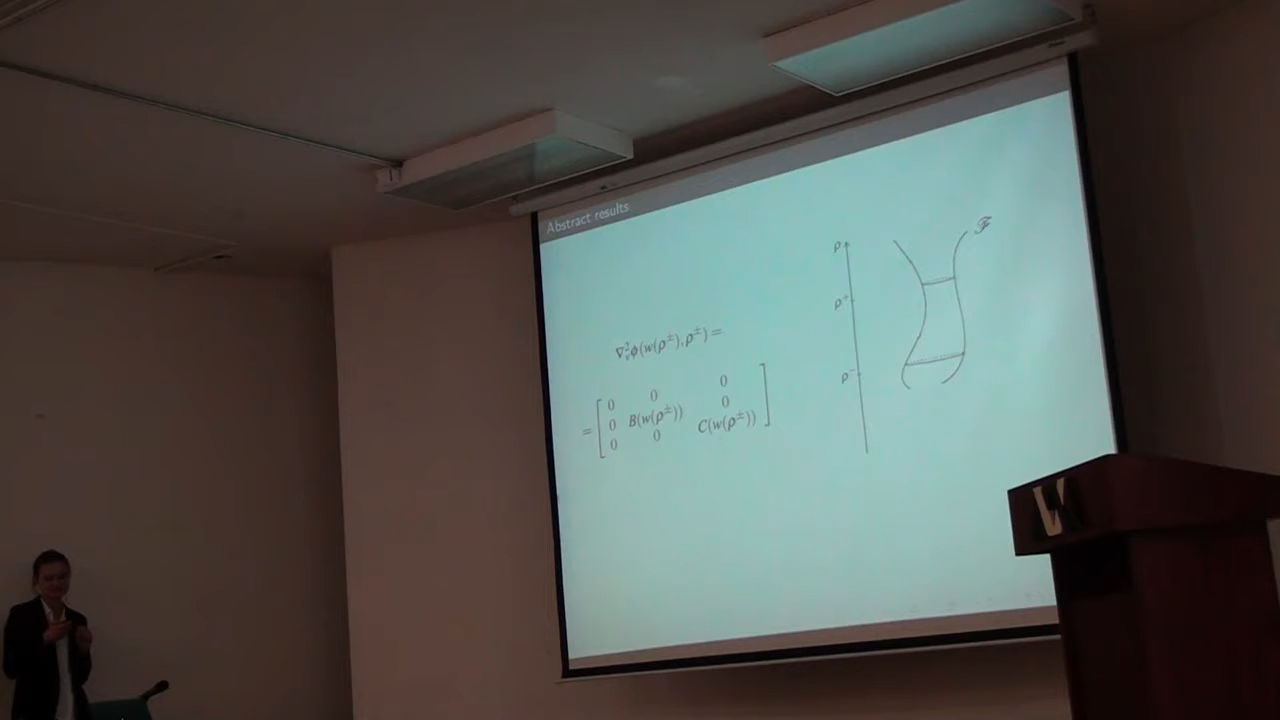 Abstract results
∇²ᵥϕ(w(ρ±),ρ±)=
= [ 0 0 0
0 B(w(ρ±)) 0
0 0 C(w(ρ±)) ]
ρ
ρ⁺
ρ⁻
ℱ
W